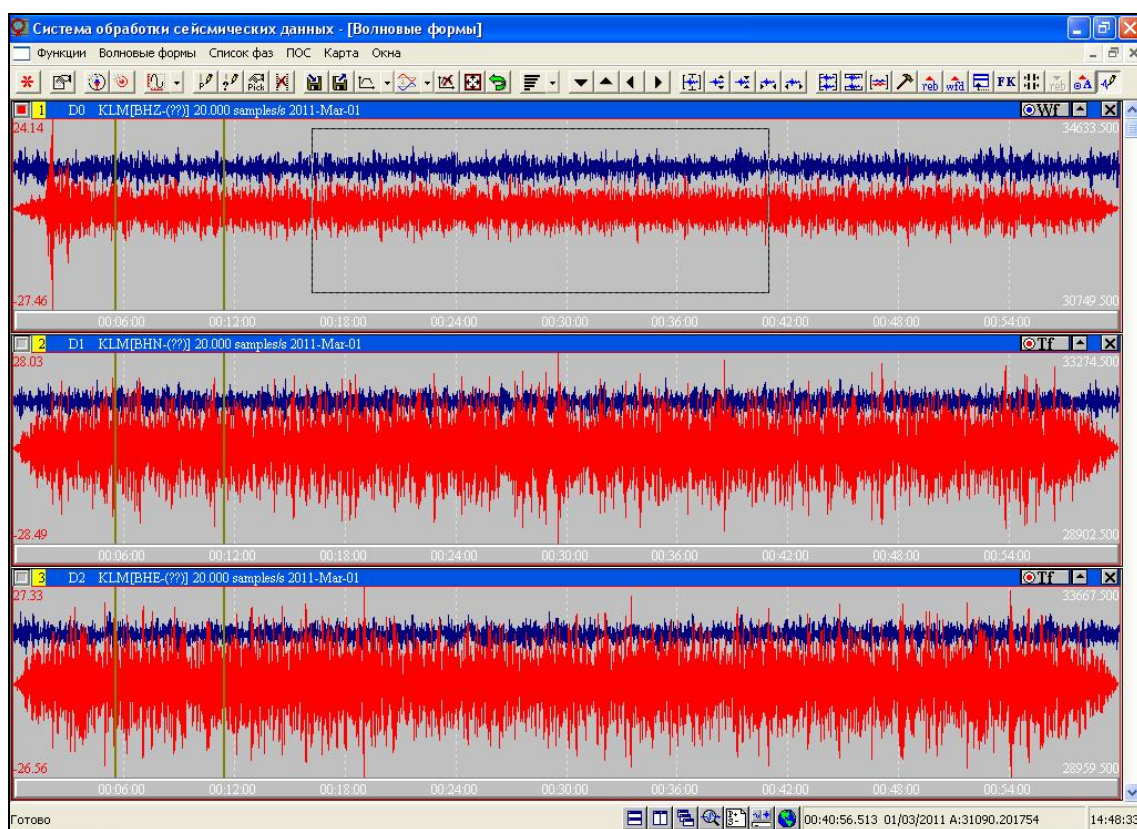 Система обработки сейсмических данных - [Волновые формы]
Функции Волновые формы Список фаз ПОС Карта Окна
Pick reb wfd FK reb
1 D0 KLM[BHZ-(??)] 20.000 samples/s 2011-Mar-01 Wf
24.14 34633.500
-27.46 30749.500
00:06:00 00:12:00 00:18:00 00:24:00 00:30:00 00:36:00 00:42:00 00:48:00 00:54:00
2 D1 KLM[BHN-(??)] 20.000 samples/s 2011-Mar-01 Tf
28.03 33274.500
-28.49 28902.500
00:06:00 00:12:00 00:18:00 00:24:00 00:30:00 00:36:00 00:42:00 00:48:00 00:54:00
3 D2 KLM[BHE-(??)] 20.000 samples/s 2011-Mar-01 Tf
27.33 33667.500
-26.56 28959.500
00:06:00 00:12:00 00:18:00 00:24:00 00:30:00 00:36:00 00:42:00 00:48:00 00:54:00
Готово 00:40:56.513 01/03/2011 A:31090.201754 14:48:33